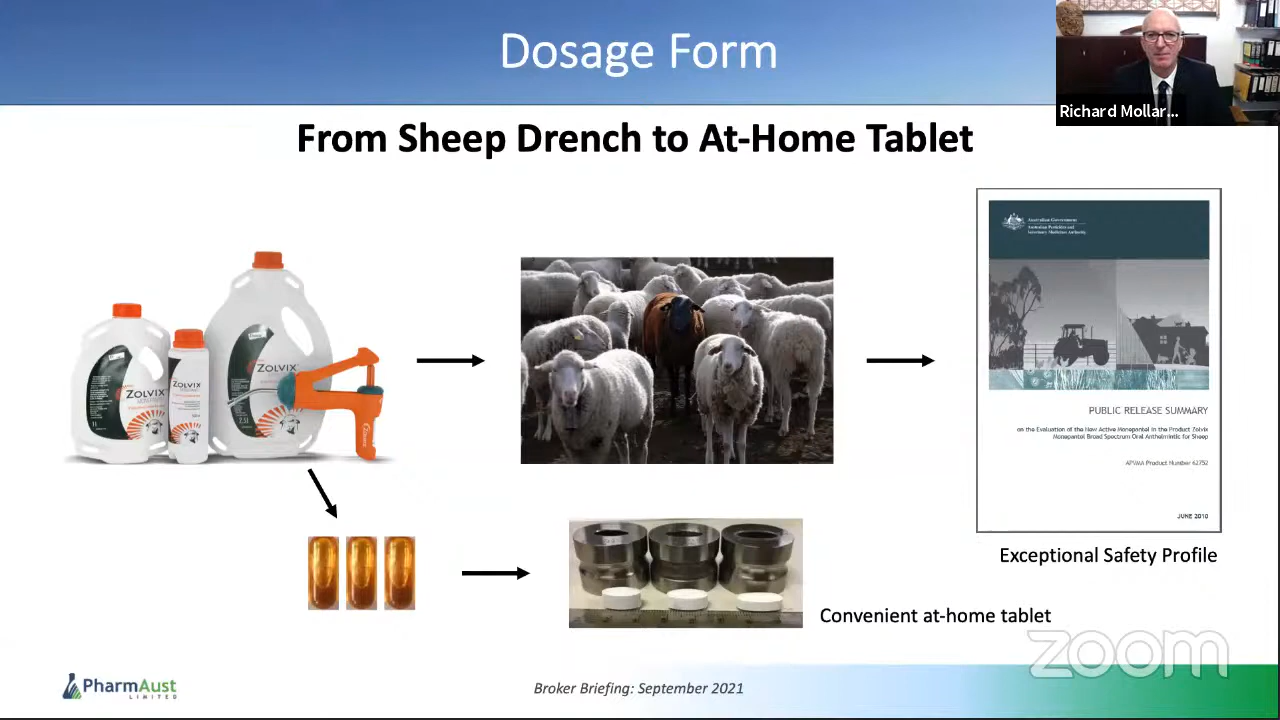 Dosage Form
Richard Mollar...
From Sheep Drench to At-Home Tablet
Australian Government
Australian Pesticides and
Veterinary Medicines Authority
ZOLVIX
ZOLVIX
ZOLVIX
PUBLIC RELEASE SUMMARY
on the Evaluation of the New Active Monepantel in the Product Zolvix
Monepantel Broad Spectrum Oral Anthelmintic for Sheep
APVMA Product Number 62752
JUNE 2010
Exceptional Safety Profile
Convenient at-home tablet
zoom
PharmAust
LIMITED
Broker Briefing: September 2021